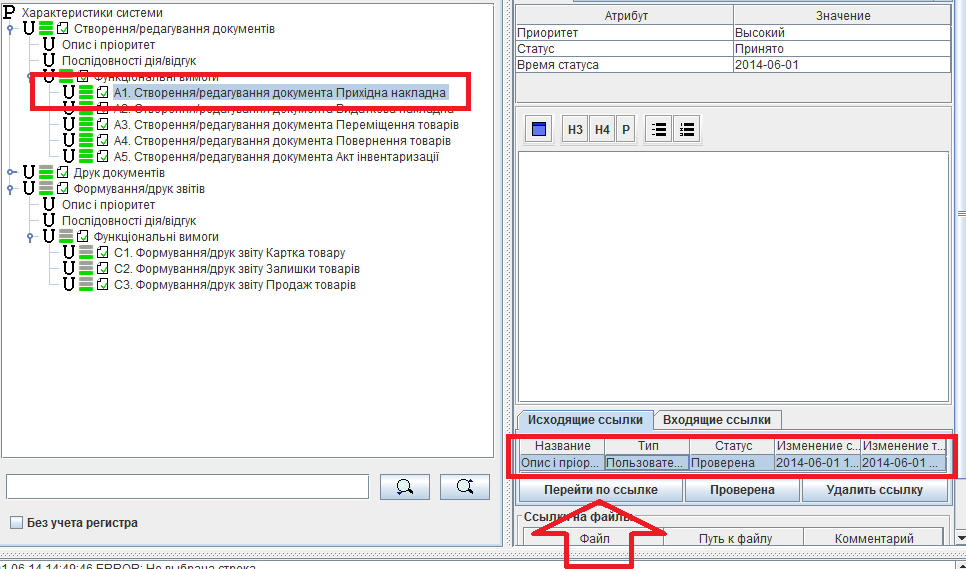 Характеристики системи
Створення/редагування документів
Опис і пріоритет
Послідовності дія/відгук
Функціональні вимоги
А1. Створення/редагування документа Прихідна накладна
А2. Створення/редагування документа Видаткова накладна
А3. Створення/редагування документа Переміщення товарів
А4. Створення/редагування документа Повернення товарів
А5. Створення/редагування документа Акт інвентаризації
Друк документів
Формування/друк звітів
Опис і пріоритет
Послідовності дія/відгук
Функціональні вимоги
С1. Формування/друк звіту Картка товару
С2. Формування/друк звіту Залишки товарів
С3. Формування/друк звіту Продаж товарів
Без учета регистра
Атрибут Значение
Приоритет Высокий
Статус Принято
Время статуса 2014-06-01
H3 H4 P
Исходящие ссылки Входящие ссылки
Название Тип Статус Изменение с... Изменение т...
Опис і пріор... Пользовате... Проверена 2014-06-01 1... 2014-06-01 ...
Перейти по ссылке Проверена Удалить ссылку
Ссылки на файлы
Файл Путь к файлу Комментарий
1.06.14 14:49:46 ERROR: Не выбрана строка